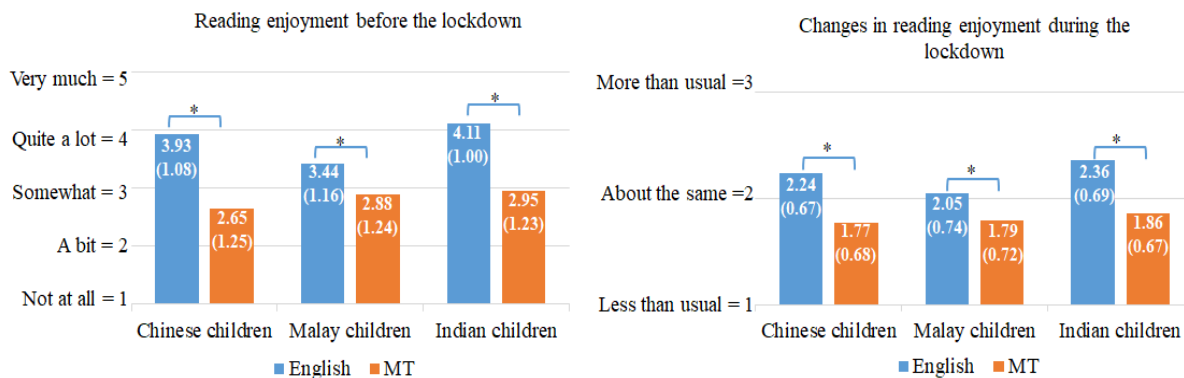 Reading enjoyment before the lockdown
Very much = 5
Quite a lot = 4
Somewhat = 3
A bit = 2
Not at all = 1
*
3.93
(1.08)
2.65
(1.25)
*
3.44
(1.16)
2.88
(1.24)
*
4.11
(1.00)
2.95
(1.23)
Chinese children
Malay children
Indian children
English
MT
Changes in reading enjoyment during the
lockdown
More than usual =3
About the same =2
Less than usual = 1
*
2.24
(0.67)
1.77
(0.68)
*
2.05
(0.74)
1.79
(0.72)
*
2.36
(0.69)
1.86
(0.67)
Chinese children
Malay children
Indian children
English
MT